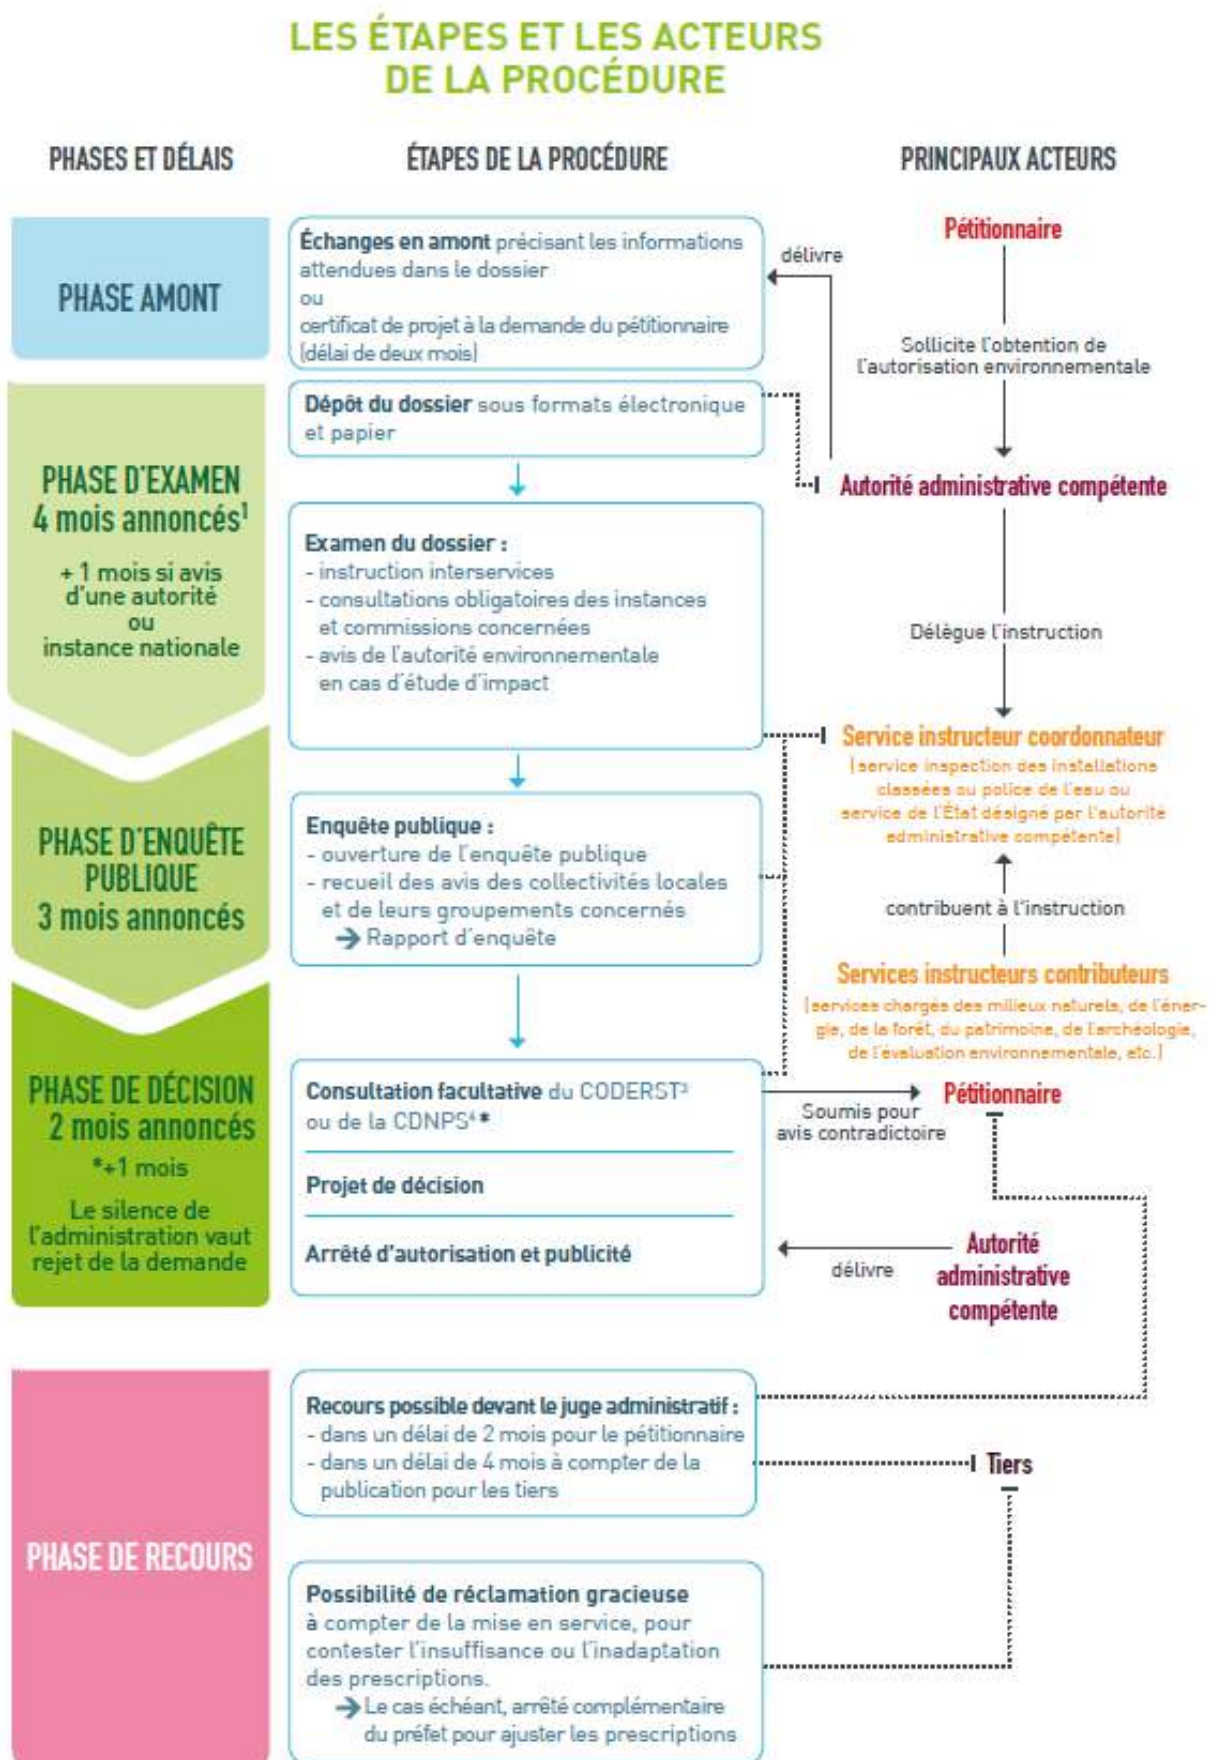 LES ÉTAPES ET LES ACTEURS
DE LA PROCÉDURE
PHASES ET DÉLAIS
ÉTAPES DE LA PROCÉDURE
PRINCIPAUX ACTEURS
PHASE AMONT
Échanges en amont précisant les informations
attendues dans le dossier
ou
certificat de projet à la demande du pétitionnaire
(délai de deux mois)
délivre
Pétitionnaire
Sollicite l'obtention de
l'autorisation environnementale
PHASE D'EXAMEN
4 mois annoncés¹
+ 1 mois si avis
d'une autorité
ou
instance nationale
Dépôt du dossier sous formats électronique
et papier
Autorité administrative compétente
Examen du dossier :
- instruction interservices
- consultations obligatoires des instances
et commissions concernées
- avis de l'autorité environnementale
en cas d'étude d'impact
Délègue l'instruction
Service instructeur coordonnateur
(service inspection des installations
classées ou police de l'eau ou
service de l'État désigné par l'autorité
administrative compétente)
PHASE D'ENQUÊTE
PUBLIQUE
3 mois annoncés
Enquête publique :
- ouverture de l'enquête publique
- recueil des avis des collectivités locales
et de leurs groupements concernés
→ Rapport d'enquête
contribuent à l'instruction
Services instructeurs contributeurs
(services chargés des milieux naturels, de l'éner-
gie, de la forêt, du patrimoine, de l'archéologie,
de l'évaluation environnementale, etc.)
PHASE DE DÉCISION
2 mois annoncés
*+1 mois
Le silence de
l'administration vaut
rejet de la demande
Consultation facultative du CODERST³
ou de la CDNPS⁴*
Projet de décision
Arrêté d'autorisation et publicité
Soumis pour
avis contradictoire
Pétitionnaire
délivre
Autorité
administrative
compétente
PHASE DE RECOURS
Recours possible devant le juge administratif :
- dans un délai de 2 mois pour le pétitionnaire
- dans un délai de 4 mois à compter de la
publication pour les tiers
Tiers
Possibilité de réclamation gracieuse
à compter de la mise en service, pour
contester l'insuffisance ou l'inadaptation
des prescriptions.
→ Le cas échéant, arrêté complémentaire
du préfet pour ajuster les prescriptions